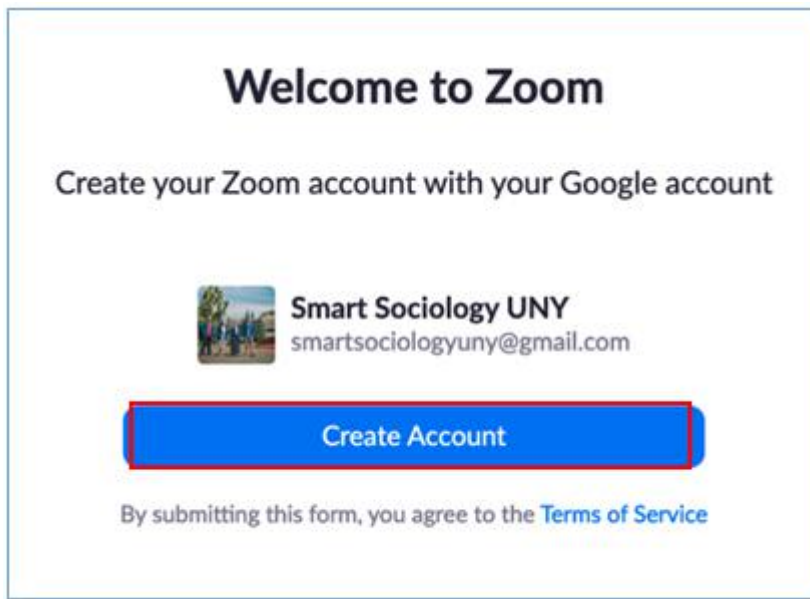 Welcome to Zoom
Create your Zoom account with your Google account
Smart Sociology UNY
smartsociologyuny@gmail.com
Create Account
By submitting this form, you agree to the Terms of Service